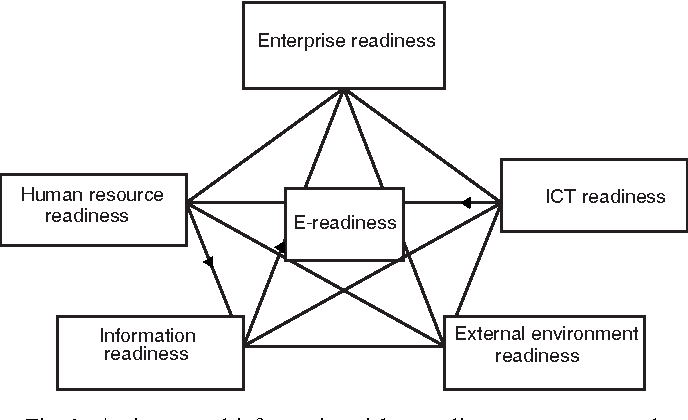 Enterprise readiness
Human resource
readiness
ICT readiness
E-readiness
Information
readiness
External environment
readiness